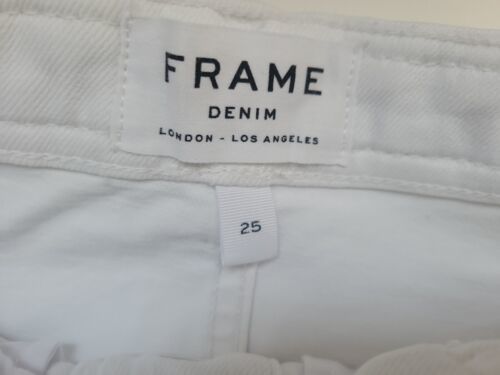 FRAME
DENIM
LONDON - LOS ANGELES
25